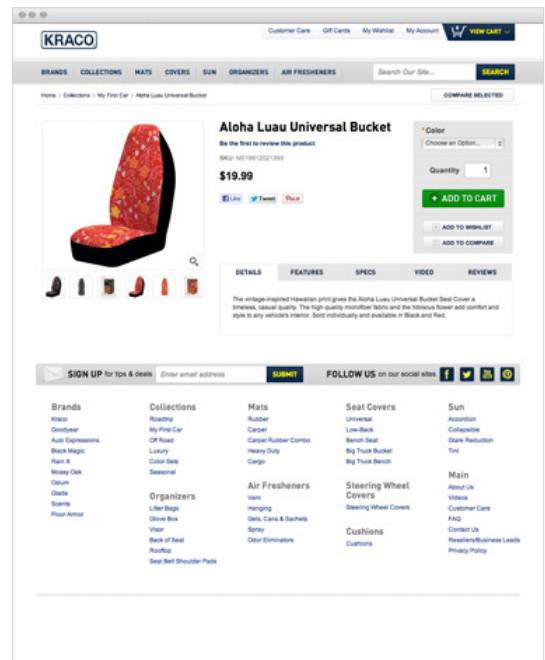 Customer Care Gift Cards My Wishlist My Account VIEW CART
KRACO
BRANDS COLLECTIONS MATS COVERS SUN ORGANIZERS AIR FRESHENERS Search Our Site... SEARCH
Home > Collections > My First Car > Aloha Luau Universal Bucket COMPARE SELECTED
Aloha Luau Universal Bucket
Be the first to review this product
SKU: M019812021393
$19.99
Like Tweet Pin it
*Color
Choose an Option...
Quantity 1
+ ADD TO CART
ADD TO WISHLIST
ADD TO COMPARE
DETAILS FEATURES SPECS VIDEO REVIEWS
The vintage-inspired Hawaiian print gives the Aloha Luau Universal Bucket Seat Cover a
timeless, casual quality. The high quality microfiber fabric and the hibiscus flower add comfort and
style to any vehicle's interior. Sold individually and available in Black and Red.
SIGN UP for tips & deals Enter email address SUBMIT FOLLOW US on our social sites
Brands
Kraco
Goodyear
Auto Expressions
Black Magic
Rain X
Mossy Oak
Ozium
Glade
Scents
Floor Armor
Collections
Roadtrip
My First Car
Off Road
Luxury
Color Sets
Seasonal
Organizers
Litter Bags
Glove Box
Visor
Back of Seat
Rooftop
Seat Belt Shoulder Pads
Mats
Rubber
Carpet
Carpet Rubber Combo
Heavy Duty
Cargo
Air Fresheners
Vent
Hanging
Gels, Cans & Sachets
Spray
Odor Eliminators
Seat Covers
Universal
Low-Back
Bench Seat
Big Truck Bucket
Big Truck Bench
Steering Wheel
Covers
Steering Wheel Covers
Cushions
Cushions
Sun
Accordion
Collapsible
Glare Reduction
Tint
Main
About Us
Videos
Customer Care
FAQ
Contact Us
Resellers/Business Leads
Privacy Policy